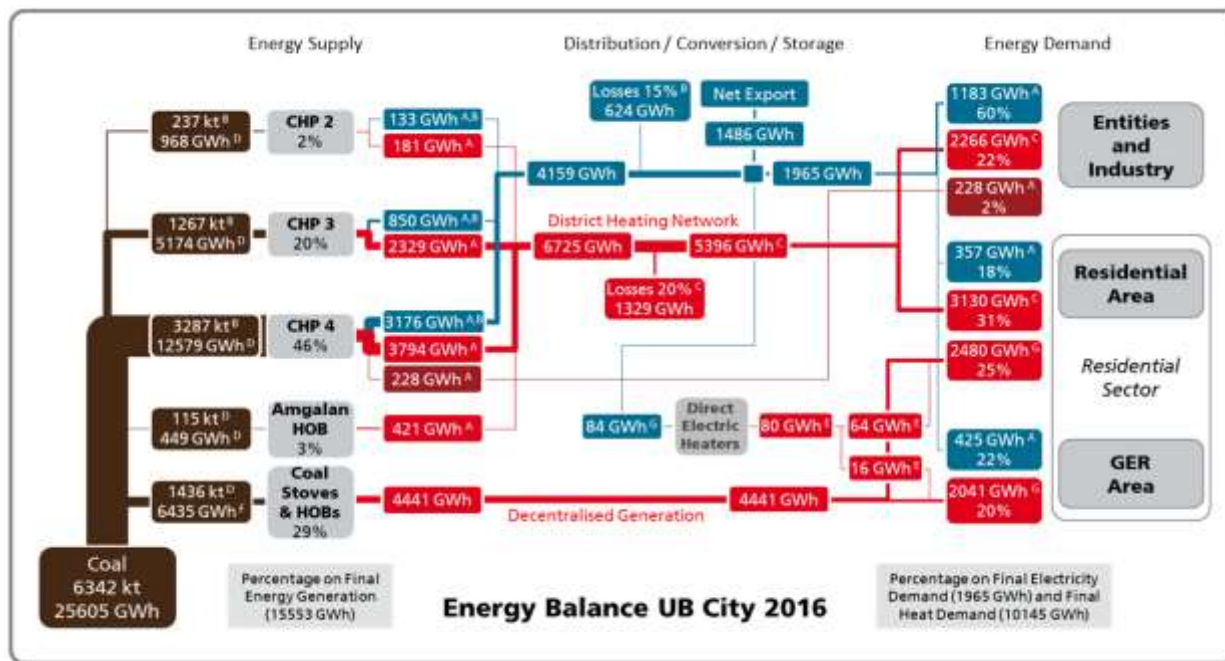 Energy Supply
Distribution / Conversion / Storage
Energy Demand
237 kt B
968 GWh D
CHP 2
2%
133 GWh A,B
181 GWh A
1267 kt B
5174 GWh D
CHP 3
20%
850 GWh A,B
2329 GWh A
3287 kt B
12579 GWh D
CHP 4
46%
3176 GWh A,B
3794 GWh A
228 GWh A
115 kt D
449 GWh D
Amgalan
HOB
3%
421 GWh A
1436 kt D
6435 GWh F
Coal
Stoves
& HOBs
29%
4441 GWh
Coal
6342 kt
25605 GWh
Losses 15% B
624 GWh
Net Export
1486 GWh
4159 GWh
1965 GWh
District Heating Network
6725 GWh
5396 GWh C
Losses 20% C
1329 GWh
84 GWh G
Direct
Electric
Heaters
80 GWh E
64 GWh E
16 GWh E
4441 GWh
Decentralised Generation
1183 GWh A
60%
2266 GWh C
22%
228 GWh A
2%
Entities
and
Industry
357 GWh A
18%
3130 GWh C
31%
2480 GWh G
25%
425 GWh A
22%
2041 GWh G
20%
Residential
Area
Residential
Sector
GER
Area
Percentage on Final
Energy Generation
(15553 GWh)
Energy Balance UB City 2016
Percentage on Final Electricity
Demand (1965 GWh) and Final
Heat Demand (10145 GWh)